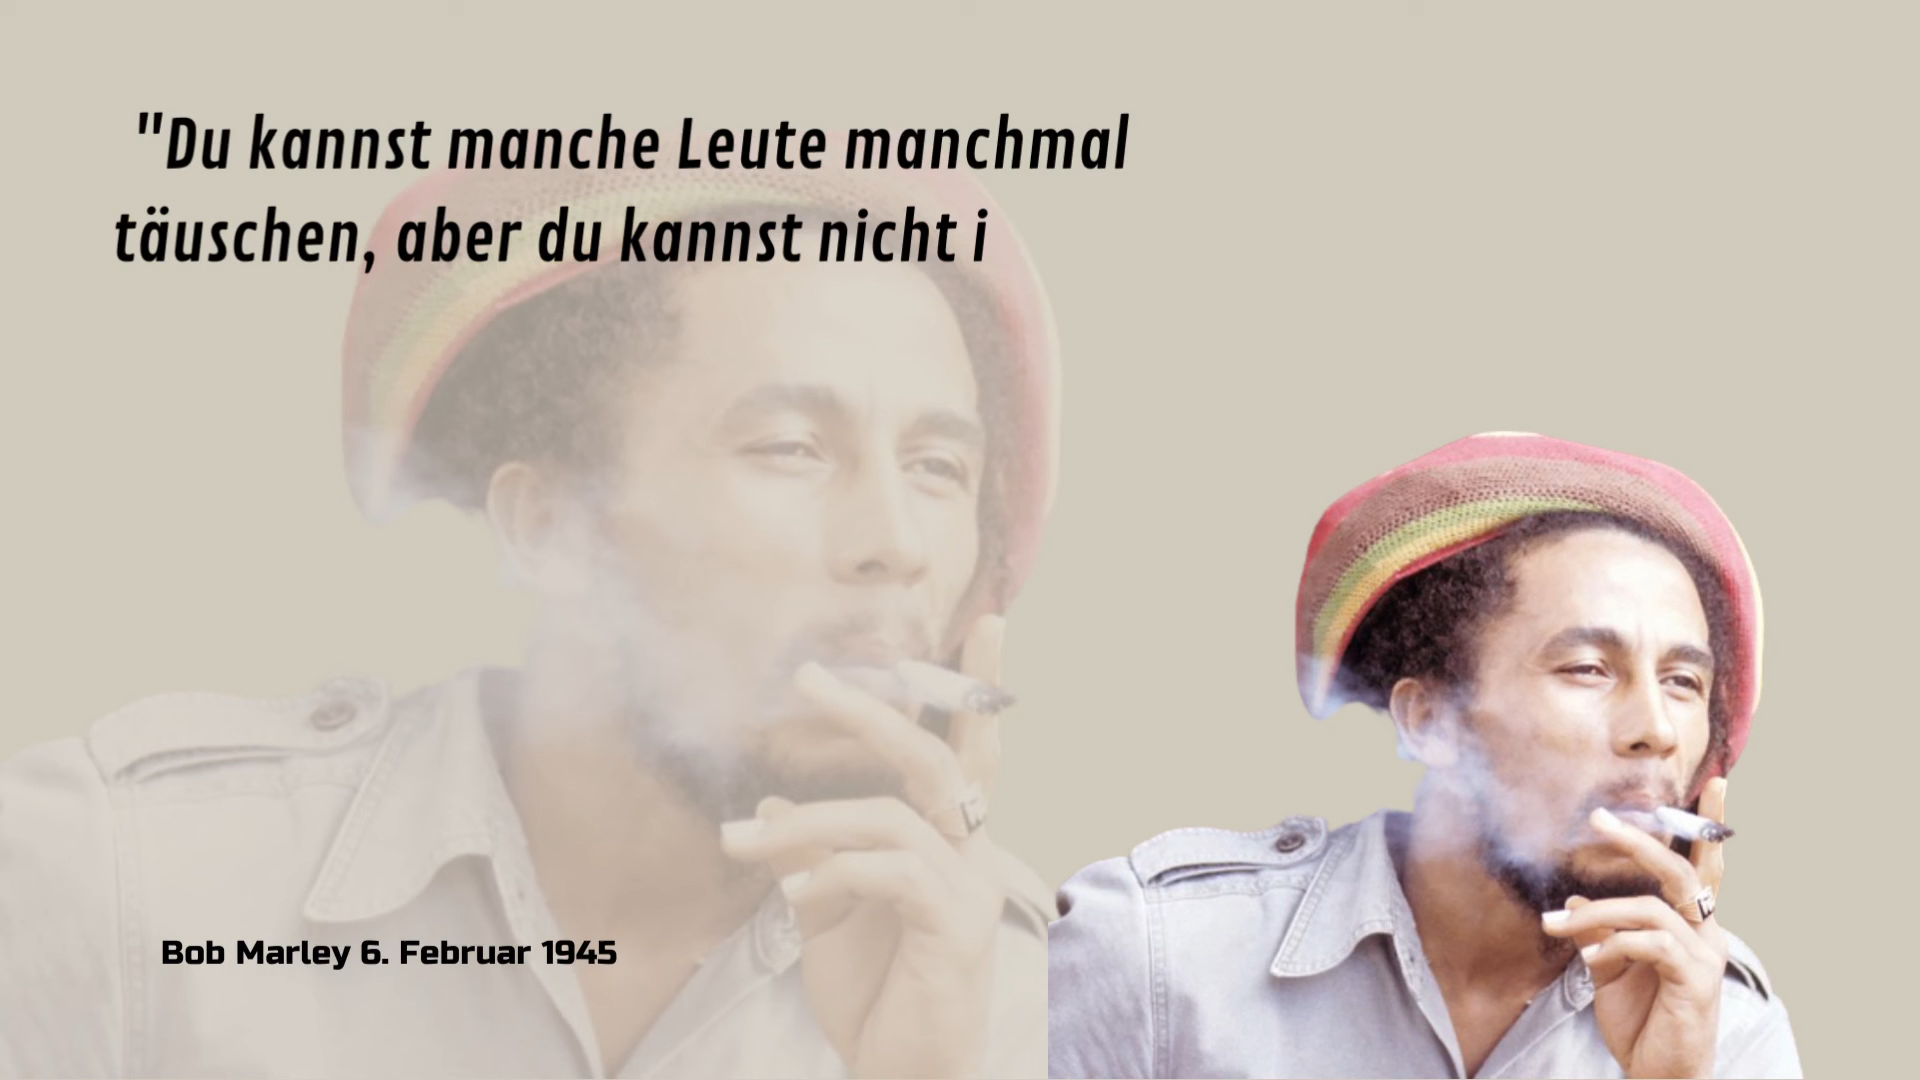 "Du kannst manche Leute manchmal
täuschen, aber du kannst nicht i
Bob Marley 6. Februar 1945